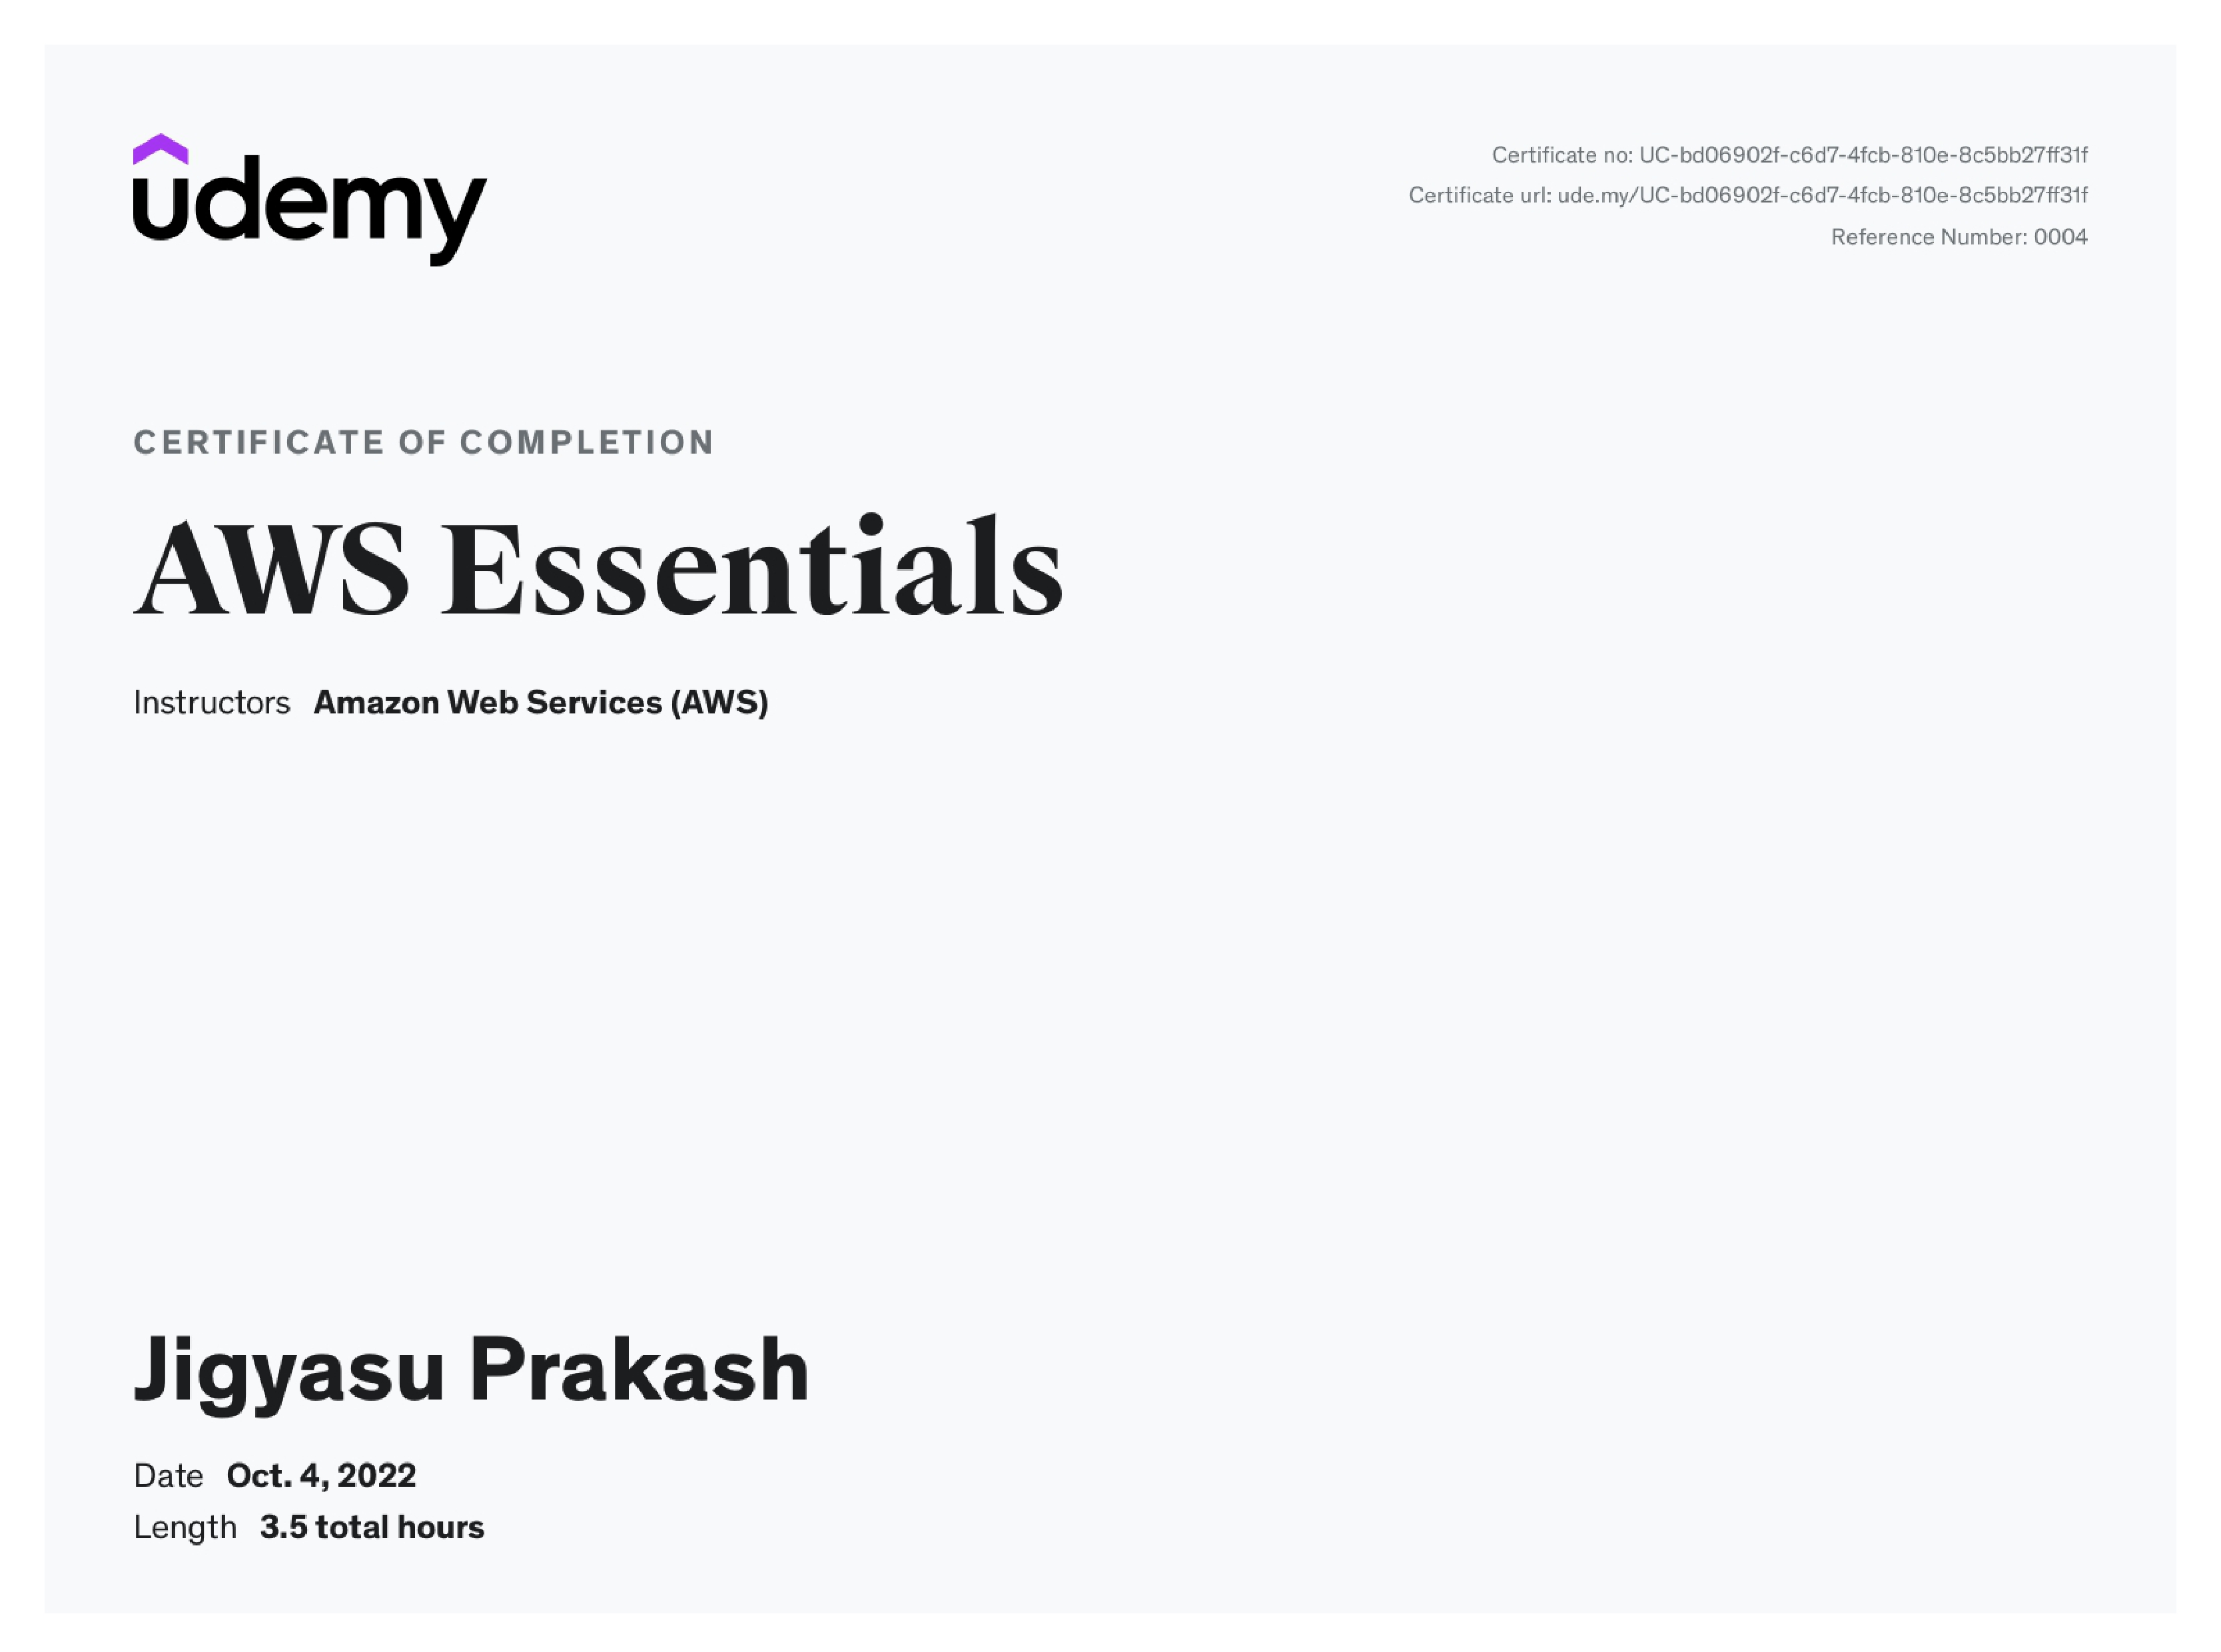 udemy
Certificate no: UC-bd06902f-c6d7-4fcb-810e-8c5bb27ff31f
Certificate url: ude.my/UC-bd06902f-c6d7-4fcb-810e-8c5bb27ff31f
Reference Number: 0004
CERTIFICATE OF COMPLETION
AWS Essentials
Instructors Amazon Web Services (AWS)
Jigyasu Prakash
Date Oct. 4, 2022
Length 3.5 total hours